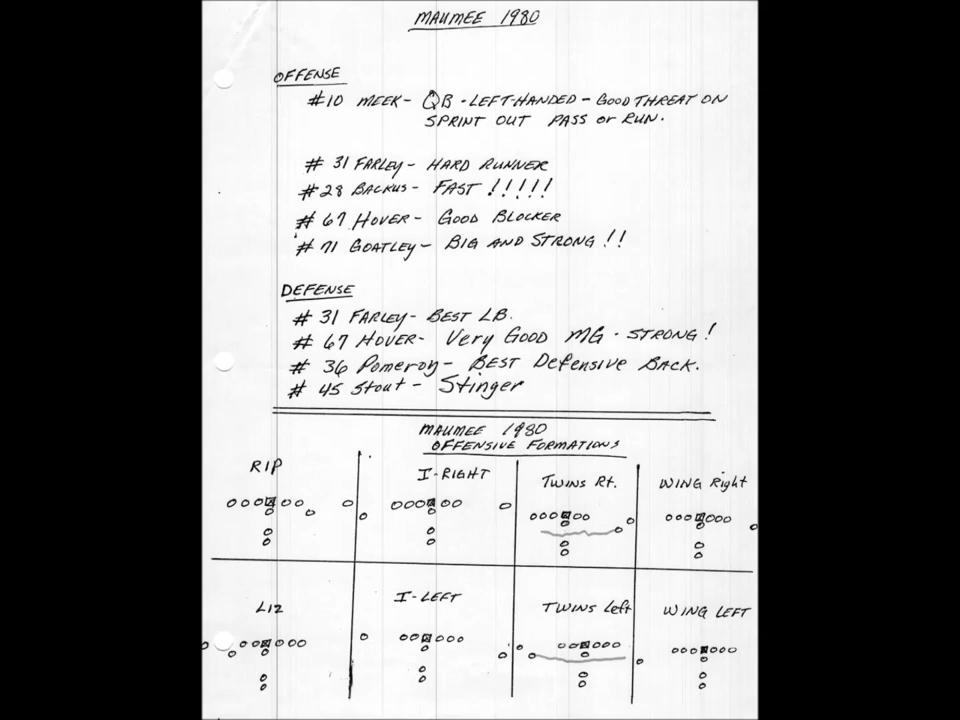 MAUMEE 1980
OFFENSE
#10 MEEK - QB - LEFT-HANDED - GOOD THREAT ON
SPRINT OUT PASS or RUN.
# 31 FARLEY - HARD RUNNER
# 28 BACKUS - FAST !!!!!
# 67 HOVER - GOOD BLOCKER
# 71 GOATLEY - BIG AND STRONG !!
DEFENSE
# 31 FARLEY - BEST LB.
# 67 HOVER - Very GOOD MG - STRONG!
# 36 Pomeroy - BEST Defensive BACK.
# 45 Stout - Stinger
MAUMEE 1980
OFFENSIVE FORMATIONS
RIP
I-RIGHT
TWINS Rt.
WING Right
LIZ
I-LEFT
TWINS Left
WING LEFT